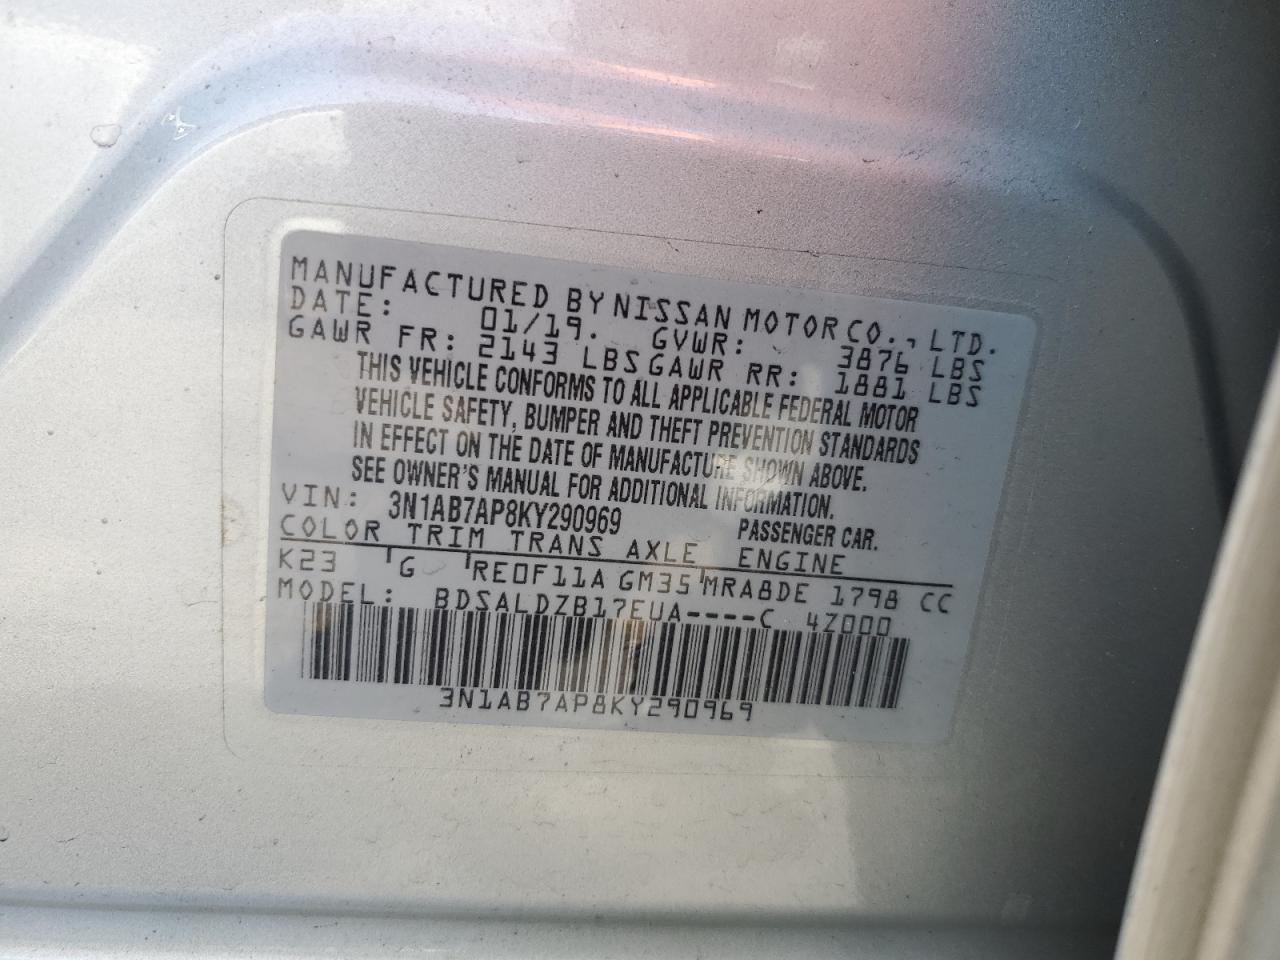 MANUFACTURED BY NISSAN MOTOR CO., LTD.
DATE: 01/19. GVWR: 3876 LBS
GAWR FR: 2143 LBS GAWR RR: 1881 LBS
THIS VEHICLE CONFORMS TO ALL APPLICABLE FEDERAL MOTOR
VEHICLE SAFETY, BUMPER AND THEFT PREVENTION STANDARDS
IN EFFECT ON THE DATE OF MANUFACTURE SHOWN ABOVE.
SEE OWNER'S MANUAL FOR ADDITIONAL INFORMATION.
VIN: 3N1AB7AP8KY290969 PASSENGER CAR.
COLOR TRIM TRANS AXLE ENGINE
K23 G RE0F11A GM35 MRA8DE 1798 CC
MODEL: BDSALDZB17EUA----C 4Z000
3N1AB7AP8KY290969